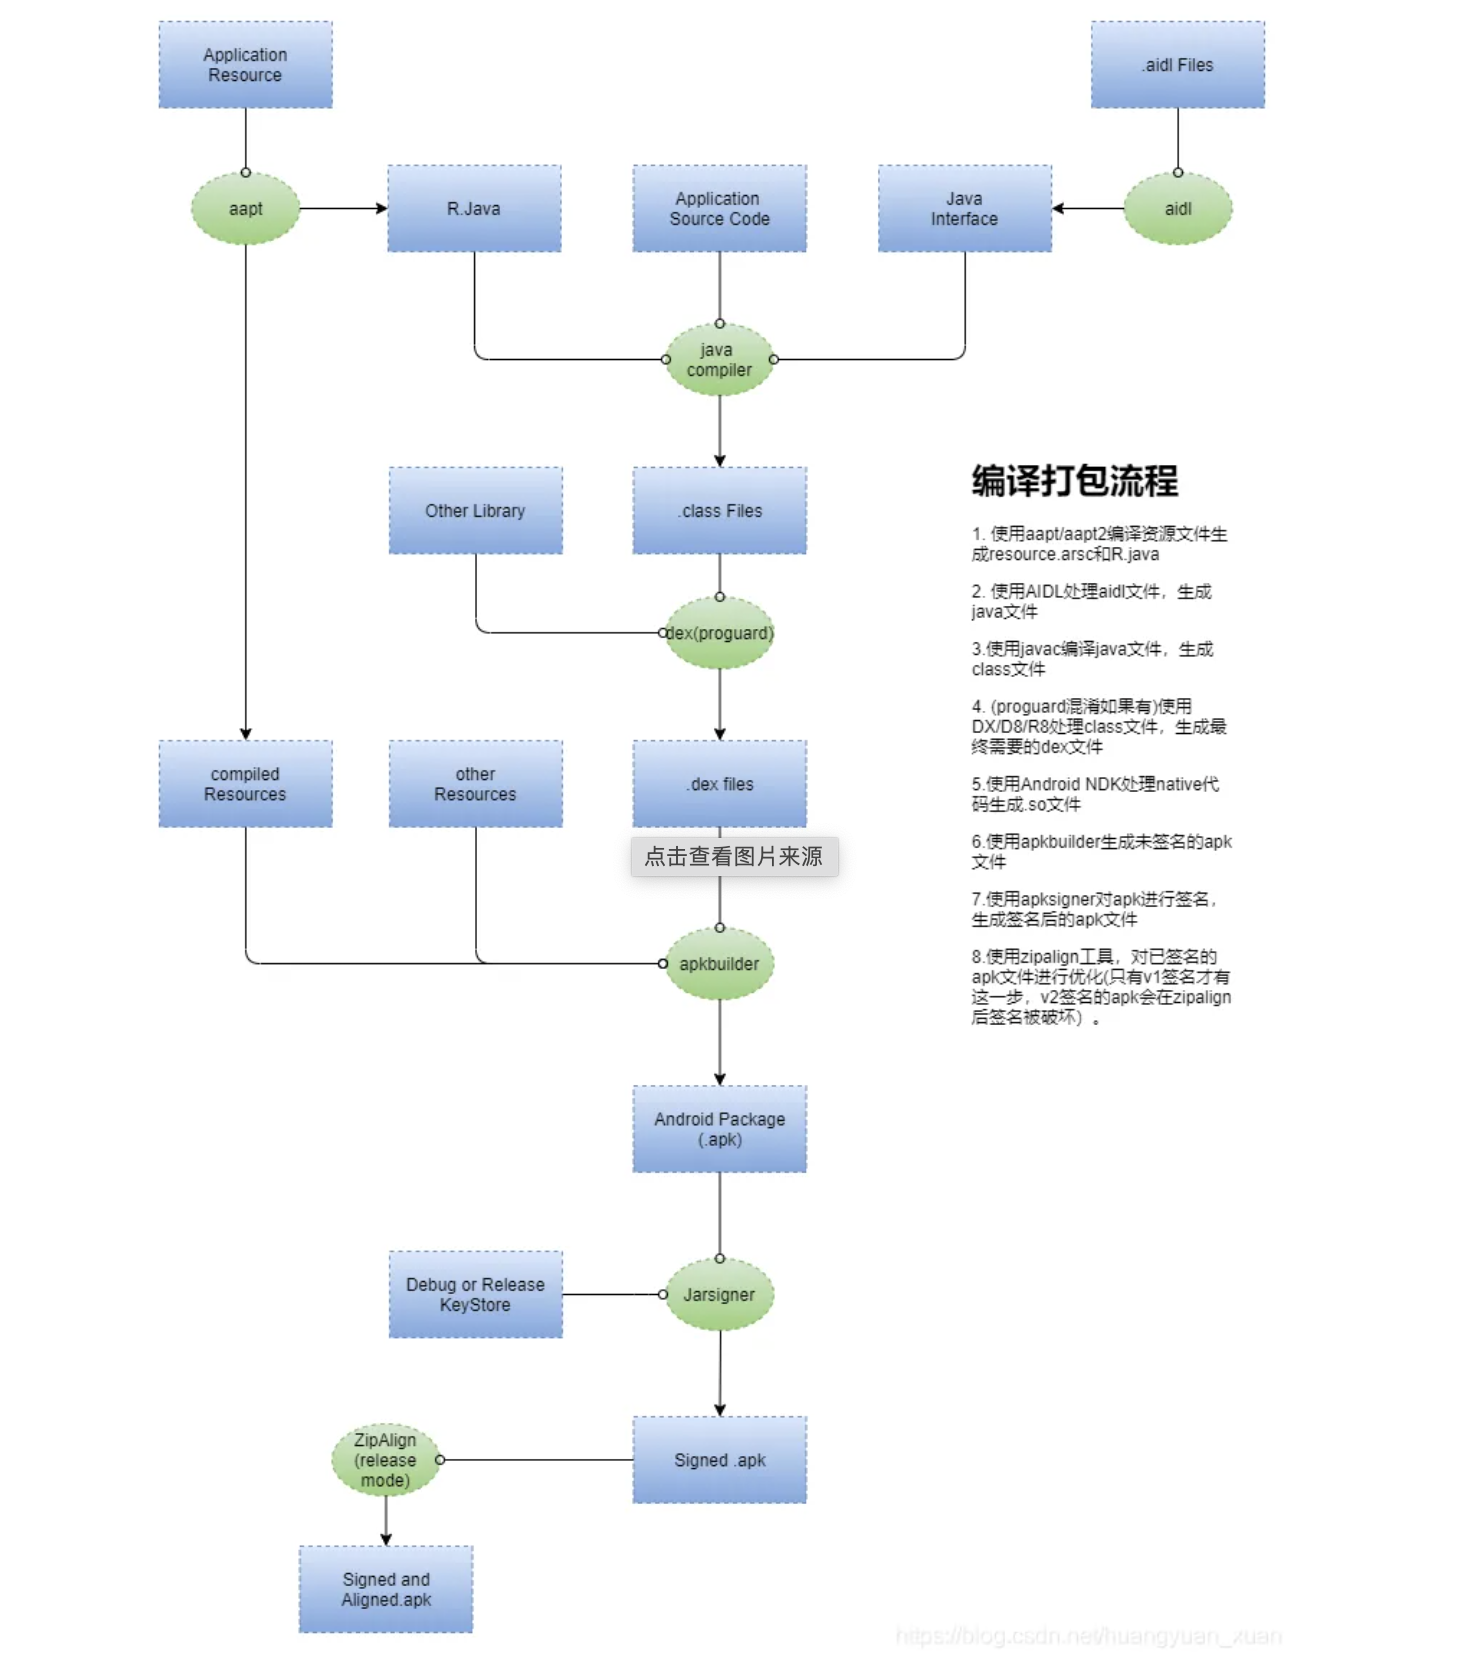 Application
Resource
.aidl Files
aapt
R.Java
Application
Source Code
Java
Interface
aidl
java
compiler
Other Library
.class Files
dex(proguard)
compiled
Resources
other
Resources
.dex files
点击查看图片来源
apkbuilder
Android Package
(.apk)
Debug or Release
KeyStore
Jarsigner
ZipAlign
(release
mode)
Signed .apk
Signed and
Aligned.apk
编译打包流程
1. 使用aapt/aapt2编译资源文件生
成resource.arsc和R.java
2. 使用AIDL处理aidl文件，生成
java文件
3.使用javac编译java文件，生成
class文件
4. (proguard混淆如果有)使用
DX/D8/R8处理class文件，生成最
终需要的dex文件
5.使用Android NDK处理native代
码生成.so文件
6.使用apkbuilder生成未签名的apk
文件
7.使用apksigner对apk进行签名，
生成签名后的apk文件
8.使用zipalign工具，对已签名的
apk文件进行优化(只有v1签名才有
这一步，v2签名的apk会在zipalign
后签名被破坏）。
https://blog.csdn.net/huangyuan_xuan